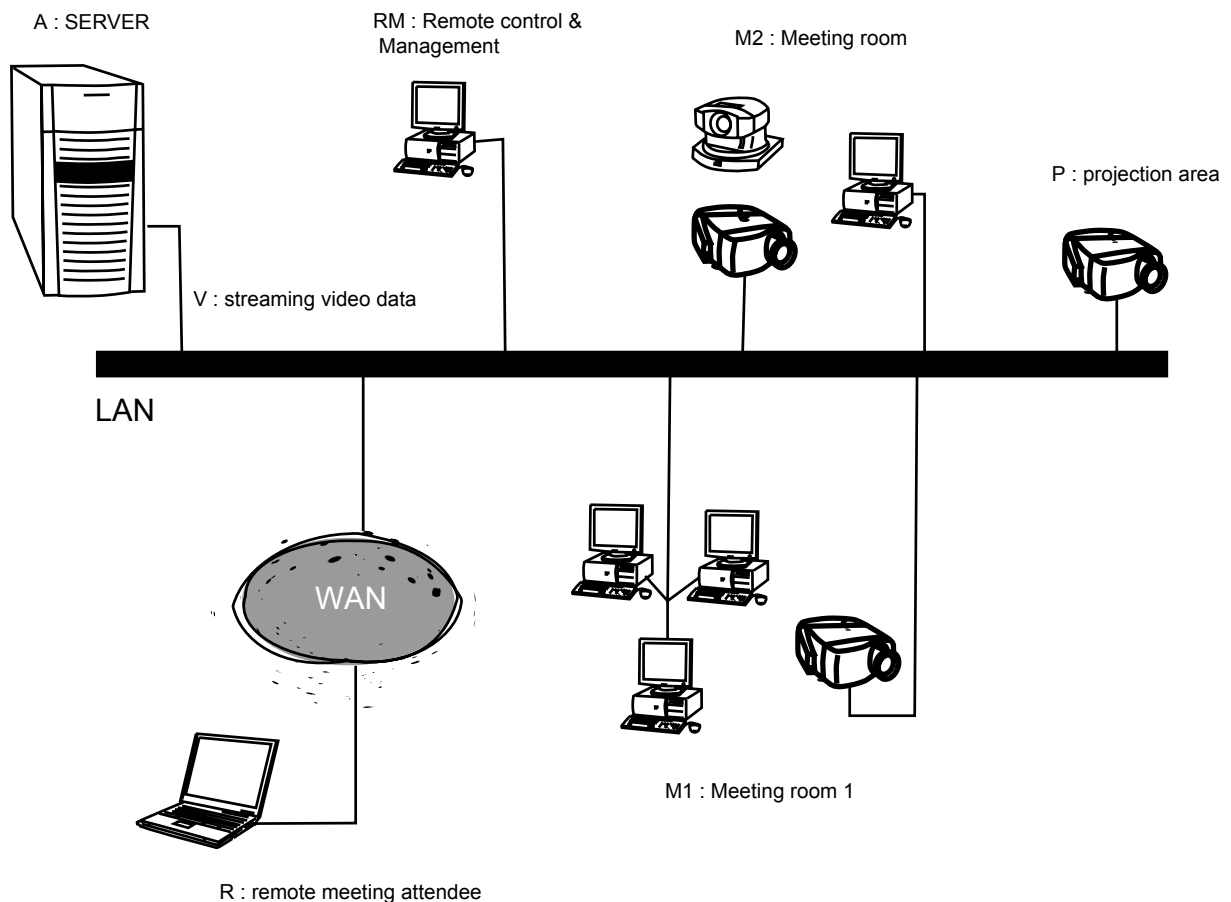 A : SERVER
RM : Remote control &
Management
M2 : Meeting room
P : projection area
V : streaming video data
LAN
WAN
M1 : Meeting room 1
R : remote meeting attendee